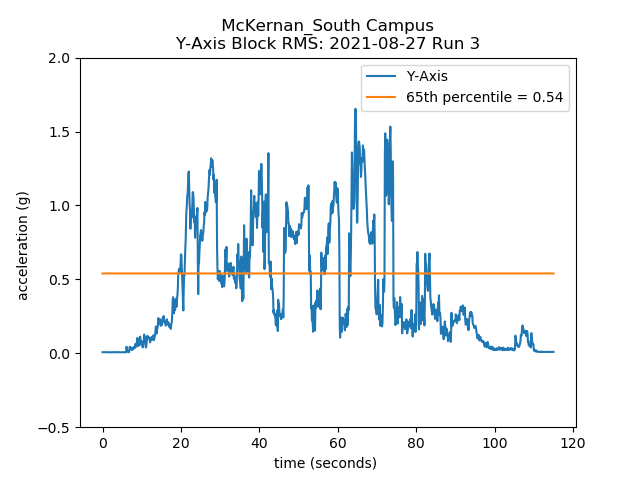 McKernan_South Campus
Y-Axis Block RMS: 2021-08-27 Run 3
2.0
1.5
1.0
0.5
0.0
−0.5
acceleration (g)
Y-Axis
65th percentile = 0.54
0 20 40 60 80 100 120
time (seconds)